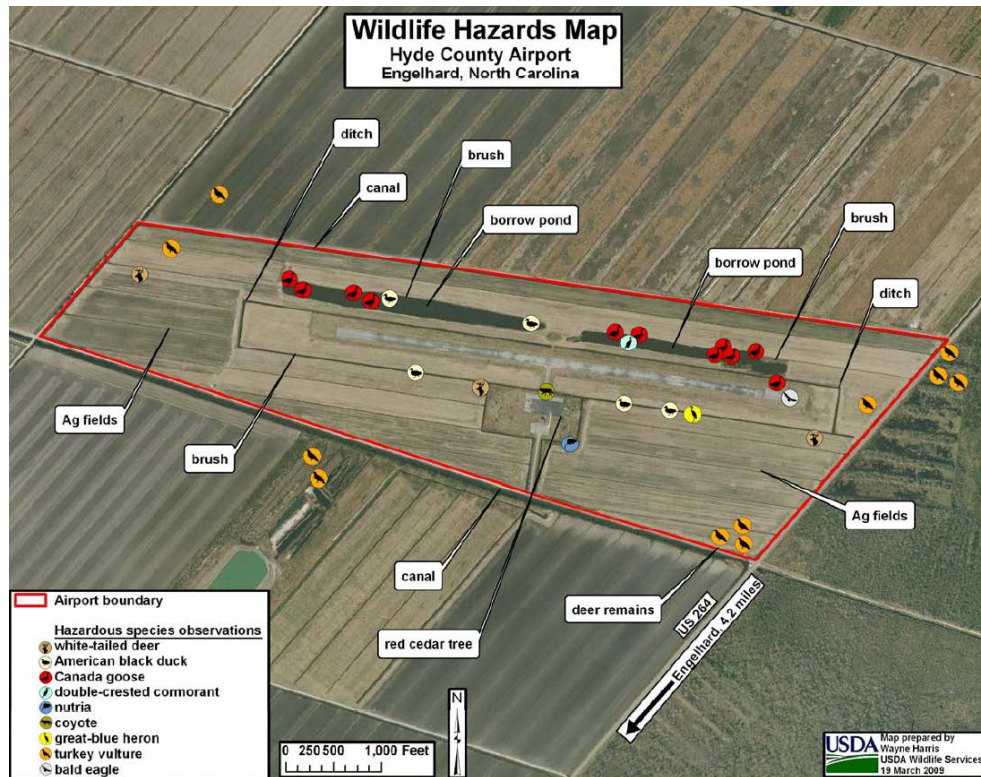 Wildlife Hazards Map
Hyde County Airport
Engelhard, North Carolina
ditch
brush
canal
borrow pond
brush
borrow pond
ditch
Ag fields
brush
Ag fields
canal
deer remains
red cedar tree
US 264
Engelhard, 4.2 miles
Airport boundary
Hazardous species observations
white-tailed deer
American black duck
Canada goose
double-crested cormorant
nutria
coyote
great-blue heron
turkey vulture
bald eagle
N
0 250 500 1,000 Feet
USDA
Map prepared by
Wayne Harris
USDA Wildlife Services
19 March 2009